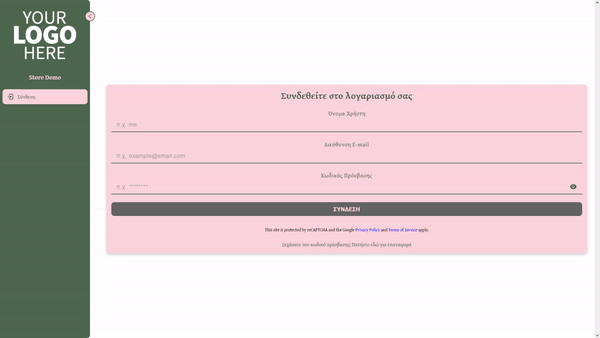 YOUR
LOGO
HERE
Store Demo
Σύνδεση
Συνδεθείτε στο λογαριασμό σας
Όνομα Χρήστη
π.χ. me
Διεύθυνση E-mail
π.χ. example@email.com
Κωδικός Πρόσβασης
π.χ. ********
ΣΥΝΔΕΣΗ
This site is protected by reCAPTCHA and the Google Privacy Policy and Terms of Service apply.
Ξεχάσατε τον κωδικό πρόσβασης; Πατήστε εδώ για επαναφορά